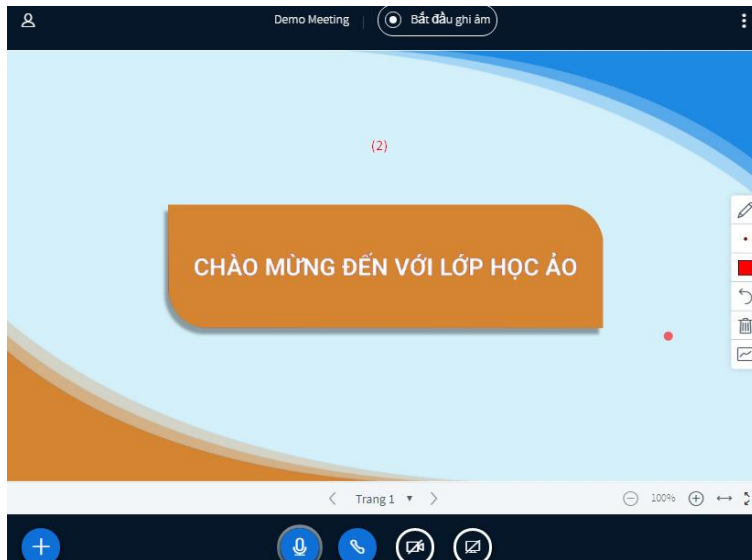 Demo Meeting
Bắt đầu ghi âm
(2)
CHÀO MỪNG ĐẾN VỚI LỚP HỌC ẢO
Trang 1
100%